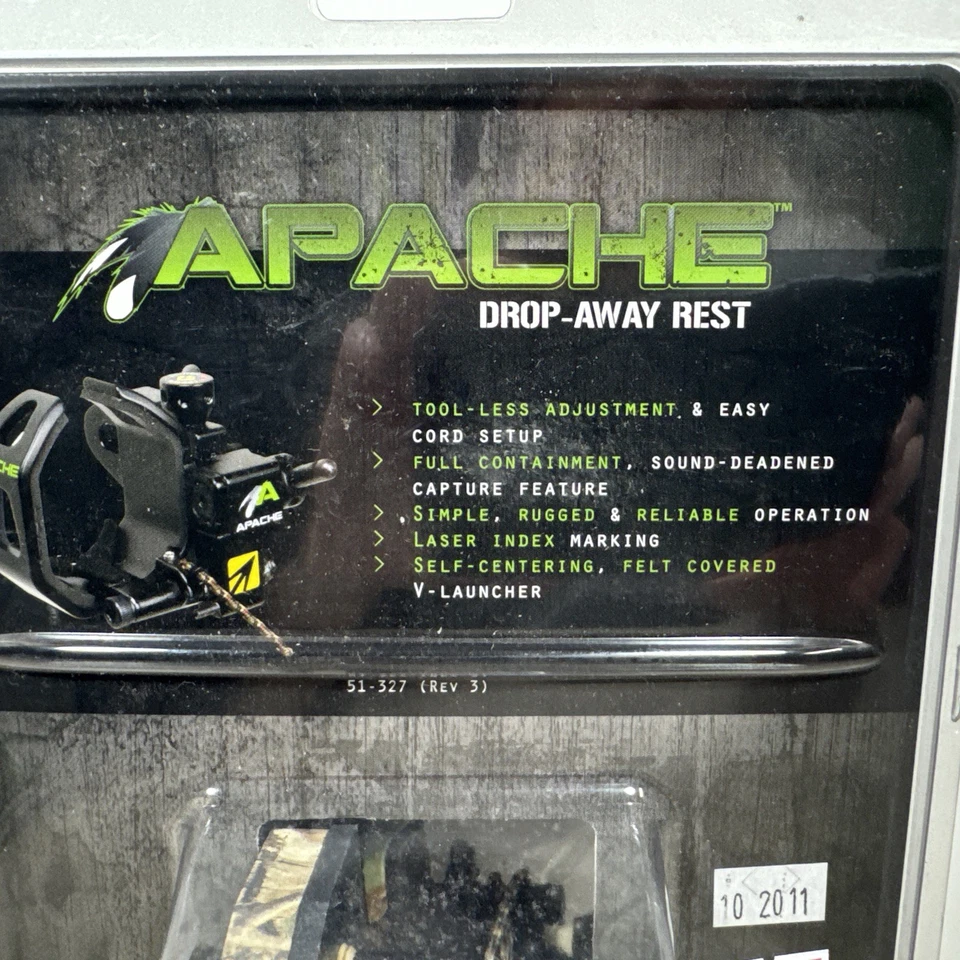 APACHE™
DROP-AWAY REST
> TOOL-LESS ADJUSTMENT & EASY
CORD SETUP
> FULL CONTAINMENT, SOUND-DEADENED
CAPTURE FEATURE
> SIMPLE, RUGGED & RELIABLE OPERATION
> LASER INDEX MARKING
> SELF-CENTERING, FELT COVERED
V-LAUNCHER
CHE
A
APACHE
51-327 (REV 3)
10 2011